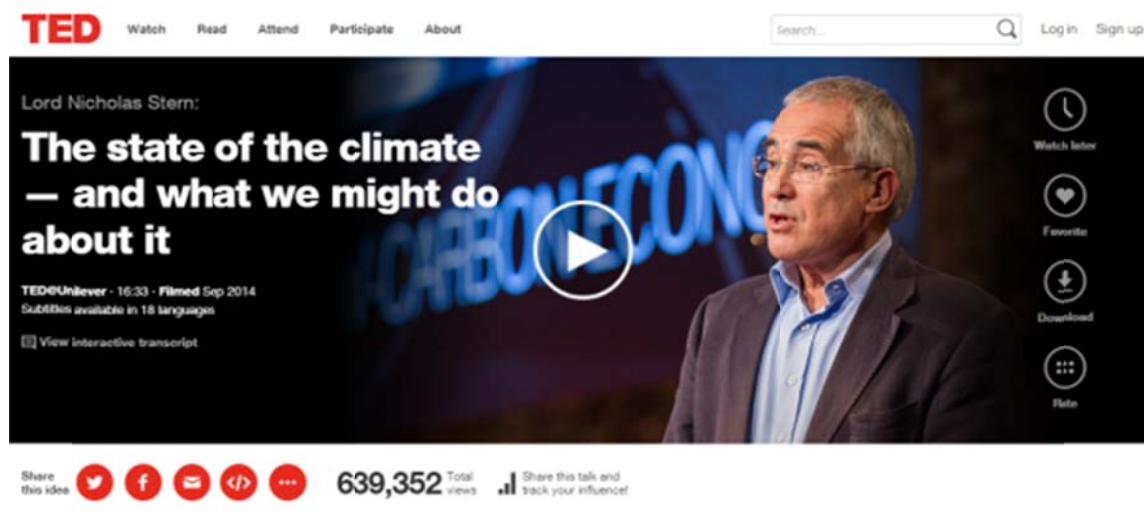 TED Watch Read Attend Participate About Search... Log in Sign up
Lord Nicholas Stern:
The state of the climate
— and what we might do
about it
TED@Unilever · 16:33 · Filmed Sep 2014
Subtitles available in 18 languages
View interactive transcript
-CARBON ECONO
Watch later
Favorite
Download
Rate
Share
this idea
639,352 Total
views
Share this talk and
track your influence!